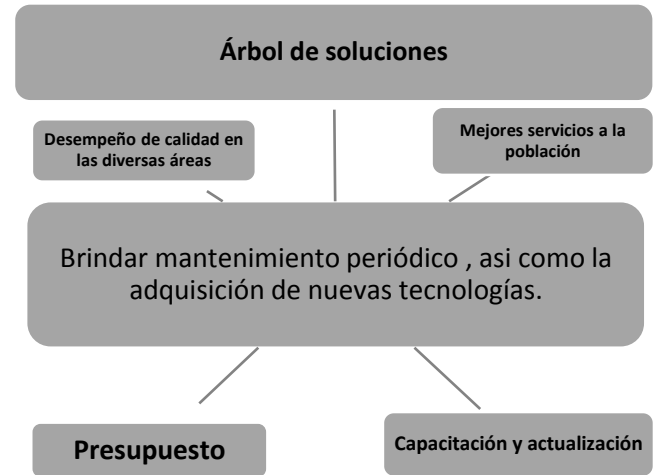 Árbol de soluciones
Desempeño de calidad en
las diversas áreas
Mejores servicios a la
población
Brindar mantenimiento periódico , asi como la
adquisición de nuevas tecnologías.
Presupuesto
Capacitación y actualización